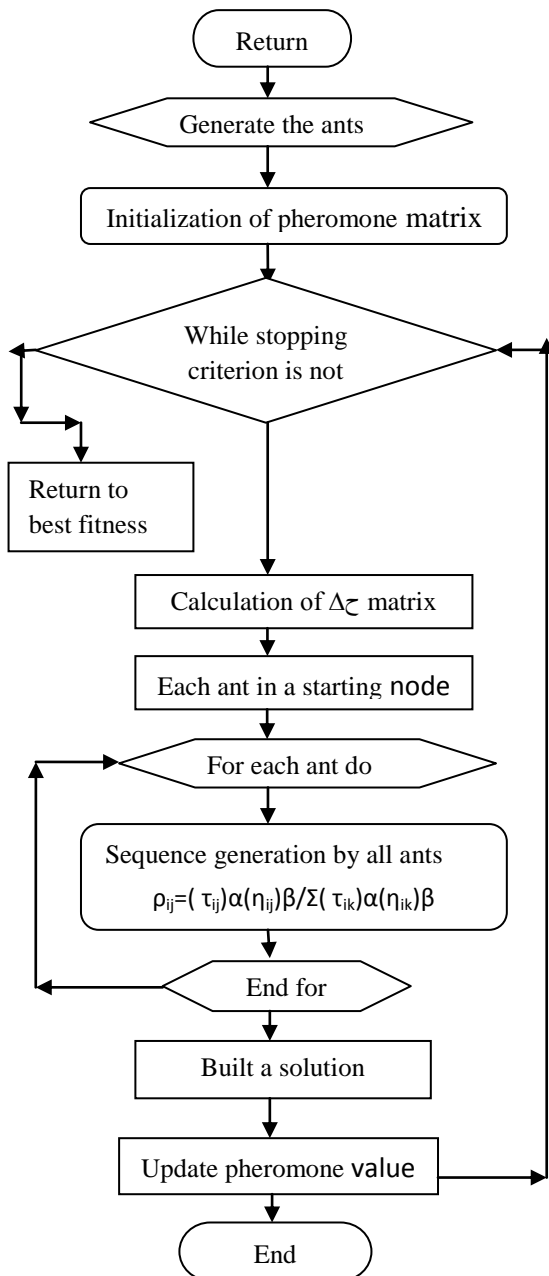 Return
Generate the ants
Initialization of pheromone matrix
While stopping
criterion is not
Return to
best fitness
Calculation of Δح matrix
Each ant in a starting node
For each ant do
Sequence generation by all ants
ρij=( τij)α(ηij)β/Σ( τik)α(ηik)β
End for
Built a solution
Update pheromone value
End